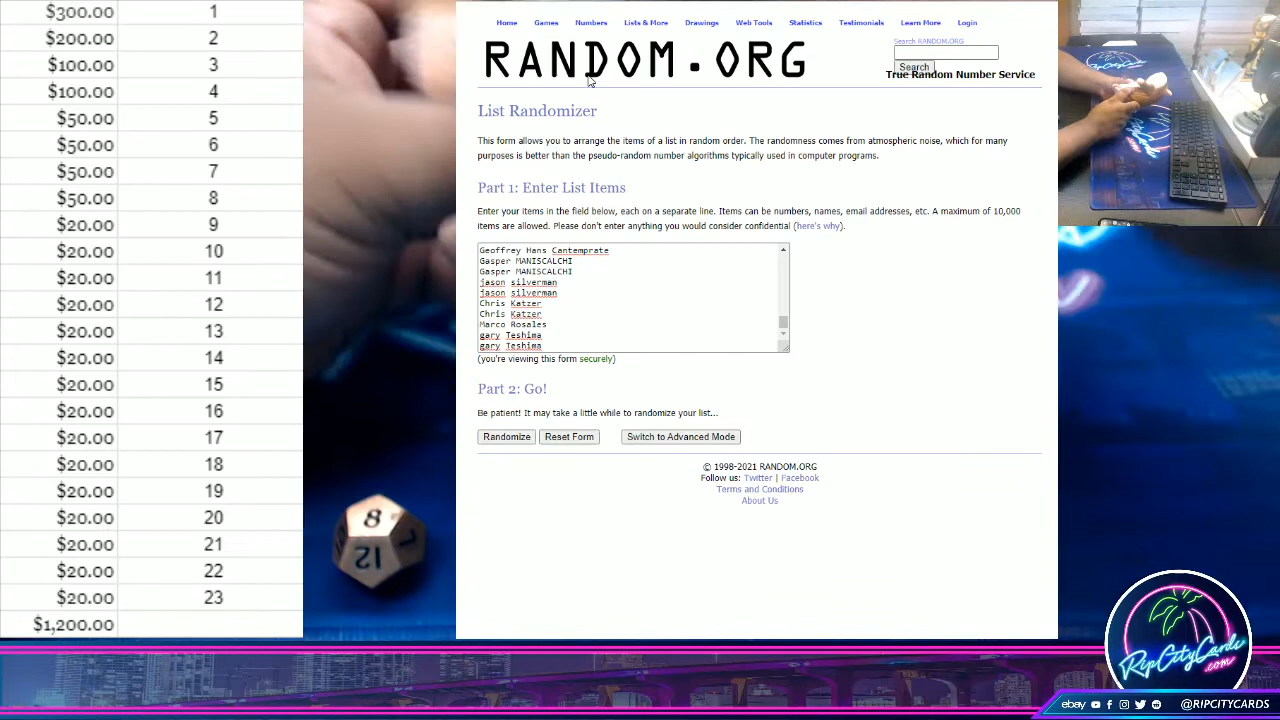 $300.00 1
$200.00 2
$100.00 3
$100.00 4
$50.00 5
$50.00 6
$50.00 7
$50.00 8
$20.00 9
$20.00 10
$20.00 11
$20.00 12
$20.00 13
$20.00 14
$20.00 15
$20.00 16
$20.00 17
$20.00 18
$20.00 19
$20.00 20
$20.00 21
$20.00 22
$20.00 23
$1,200.00
Home Games Numbers Lists & More Drawings Web Tools Statistics Testimonials Learn More Login
RANDOM.ORG
Search RANDOM.ORG
Search
True Random Number Service
List Randomizer
This form allows you to arrange the items of a list in random order. The randomness comes from atmospheric noise, which for many
purposes is better than the pseudo-random number algorithms typically used in computer programs.
Part 1: Enter List Items
Enter your items in the field below, each on a separate line. Items can be numbers, names, email addresses, etc. A maximum of 10,000
items are allowed. Please don't enter anything you would consider confidential (here's why).
Geoffrey Hans Cantemprate
Gasper MANISCALCHI
Gasper MANISCALCHI
jason silverman
jason silverman
Chris Katzer
Chris Katzer
Marco Rosales
gary Teshima
gary Teshima
(you're viewing this form securely)
Part 2: Go!
Be patient! It may take a little while to randomize your list...
Randomize Reset Form Switch to Advanced Mode
© 1998-2021 RANDOM.ORG
Follow us: Twitter | Facebook
Terms and Conditions
About Us
8
12
7
RipCityCards
.com
ebay @RIPCITYCARDS